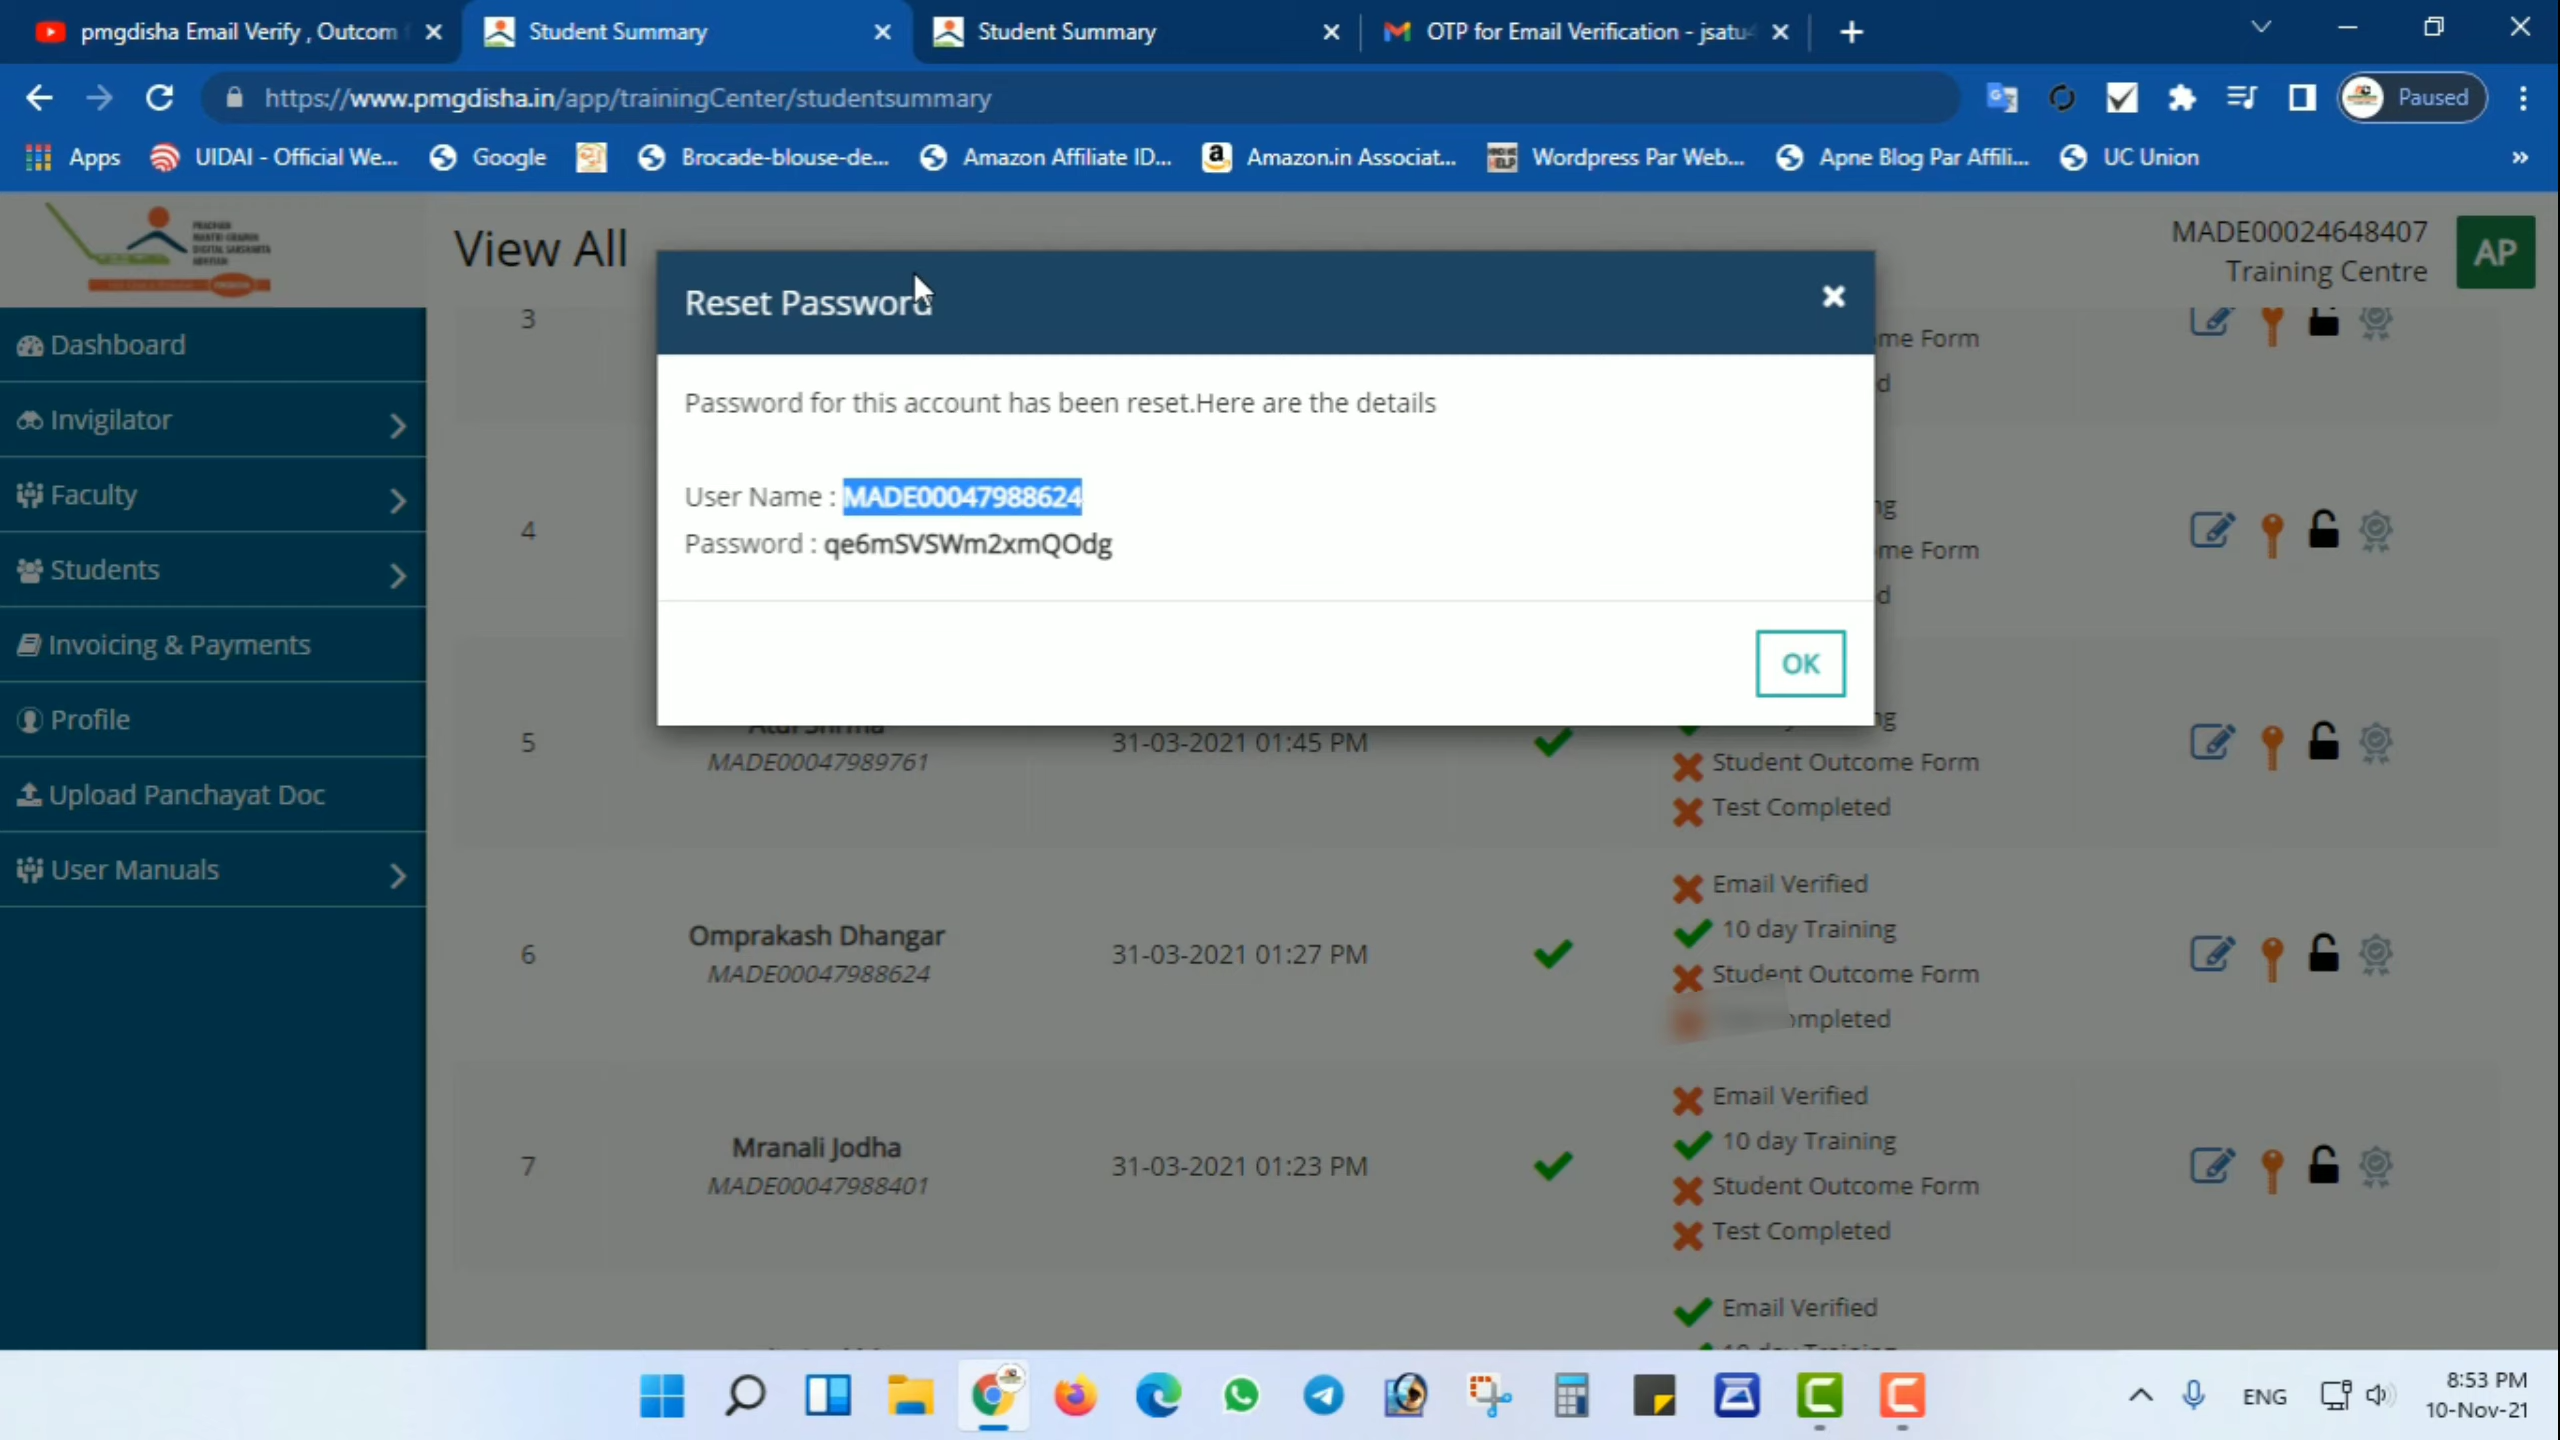 pmgdisha Email Verify , Outcom
Student Summary
Student Summary
OTP for Email Verification - jsatu
https://www.pmgdisha.in/app/trainingCenter/studentsummary
Paused
Apps
UIDAI - Official We...
Google
Brocade-blouse-de...
Amazon Affiliate ID...
Amazon.in Associat...
Wordpress Par Web...
Apne Blog Par Affili...
UC Union
»
View All
MADE00024648407
Training Centre
AP
Dashboard
Invigilator
Faculty
Students
Invoicing & Payments
Profile
Upload Panchayat Doc
User Manuals
Reset Password
Password for this account has been reset.Here are the details
User Name : MADE00047988624
Password : qe6mSVSWm2xmQOdg
OK
3
me Form
d
4
ng
me Form
d
5
MADE00047989761
31-03-2021 01:45 PM
ng
Student Outcome Form
Test Completed
6
Omprakash Dhangar
MADE00047988624
31-03-2021 01:27 PM
Email Verified
10 day Training
Student Outcome Form
ompleted
7
Mranali Jodha
MADE00047988401
31-03-2021 01:23 PM
Email Verified
10 day Training
Student Outcome Form
Test Completed
Email Verified
ENG
8:53 PM
10-Nov-21